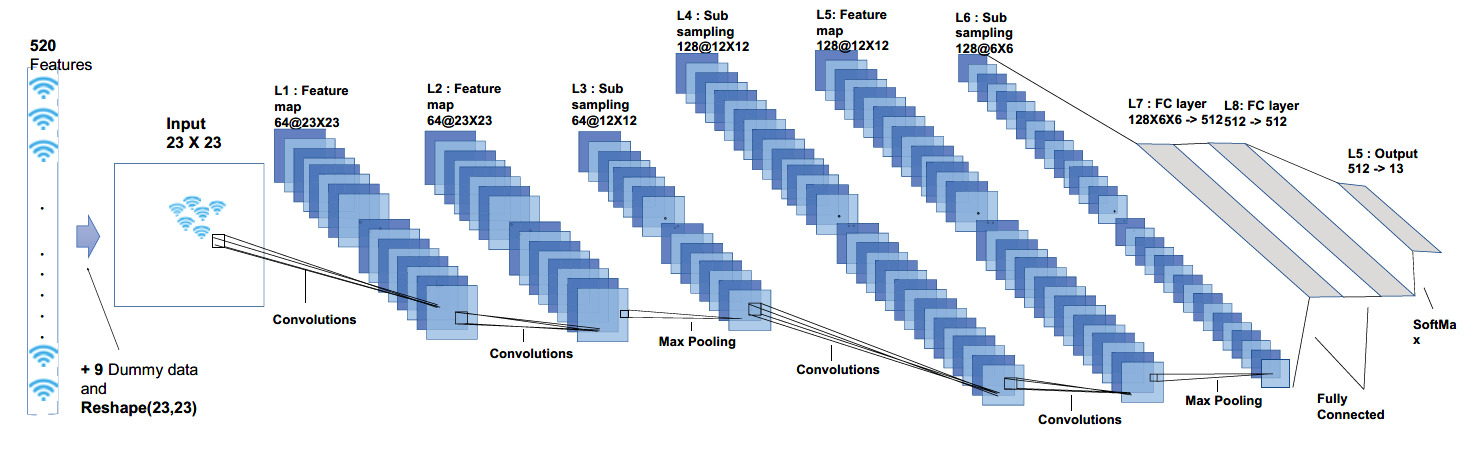 520
Features
+ 9 Dummy data
and
Reshape(23,23)
Input
23 X 23
L1 : Feature
map
64@23X23
Convolutions
L2 : Feature
map
64@23X23
Convolutions
L3 : Sub
sampling
64@12X12
Max Pooling
L4 : Sub
sampling
128@12X12
Convolutions
L5: Feature
map
128@12X12
Convolutions
L6 : Sub
sampling
128@6X6
Max Pooling
L7 : FC layer
128X6X6 -> 512
L8: FC layer
512 -> 512
Fully
Connected
L5 : Output
512 -> 13
SoftMa
x